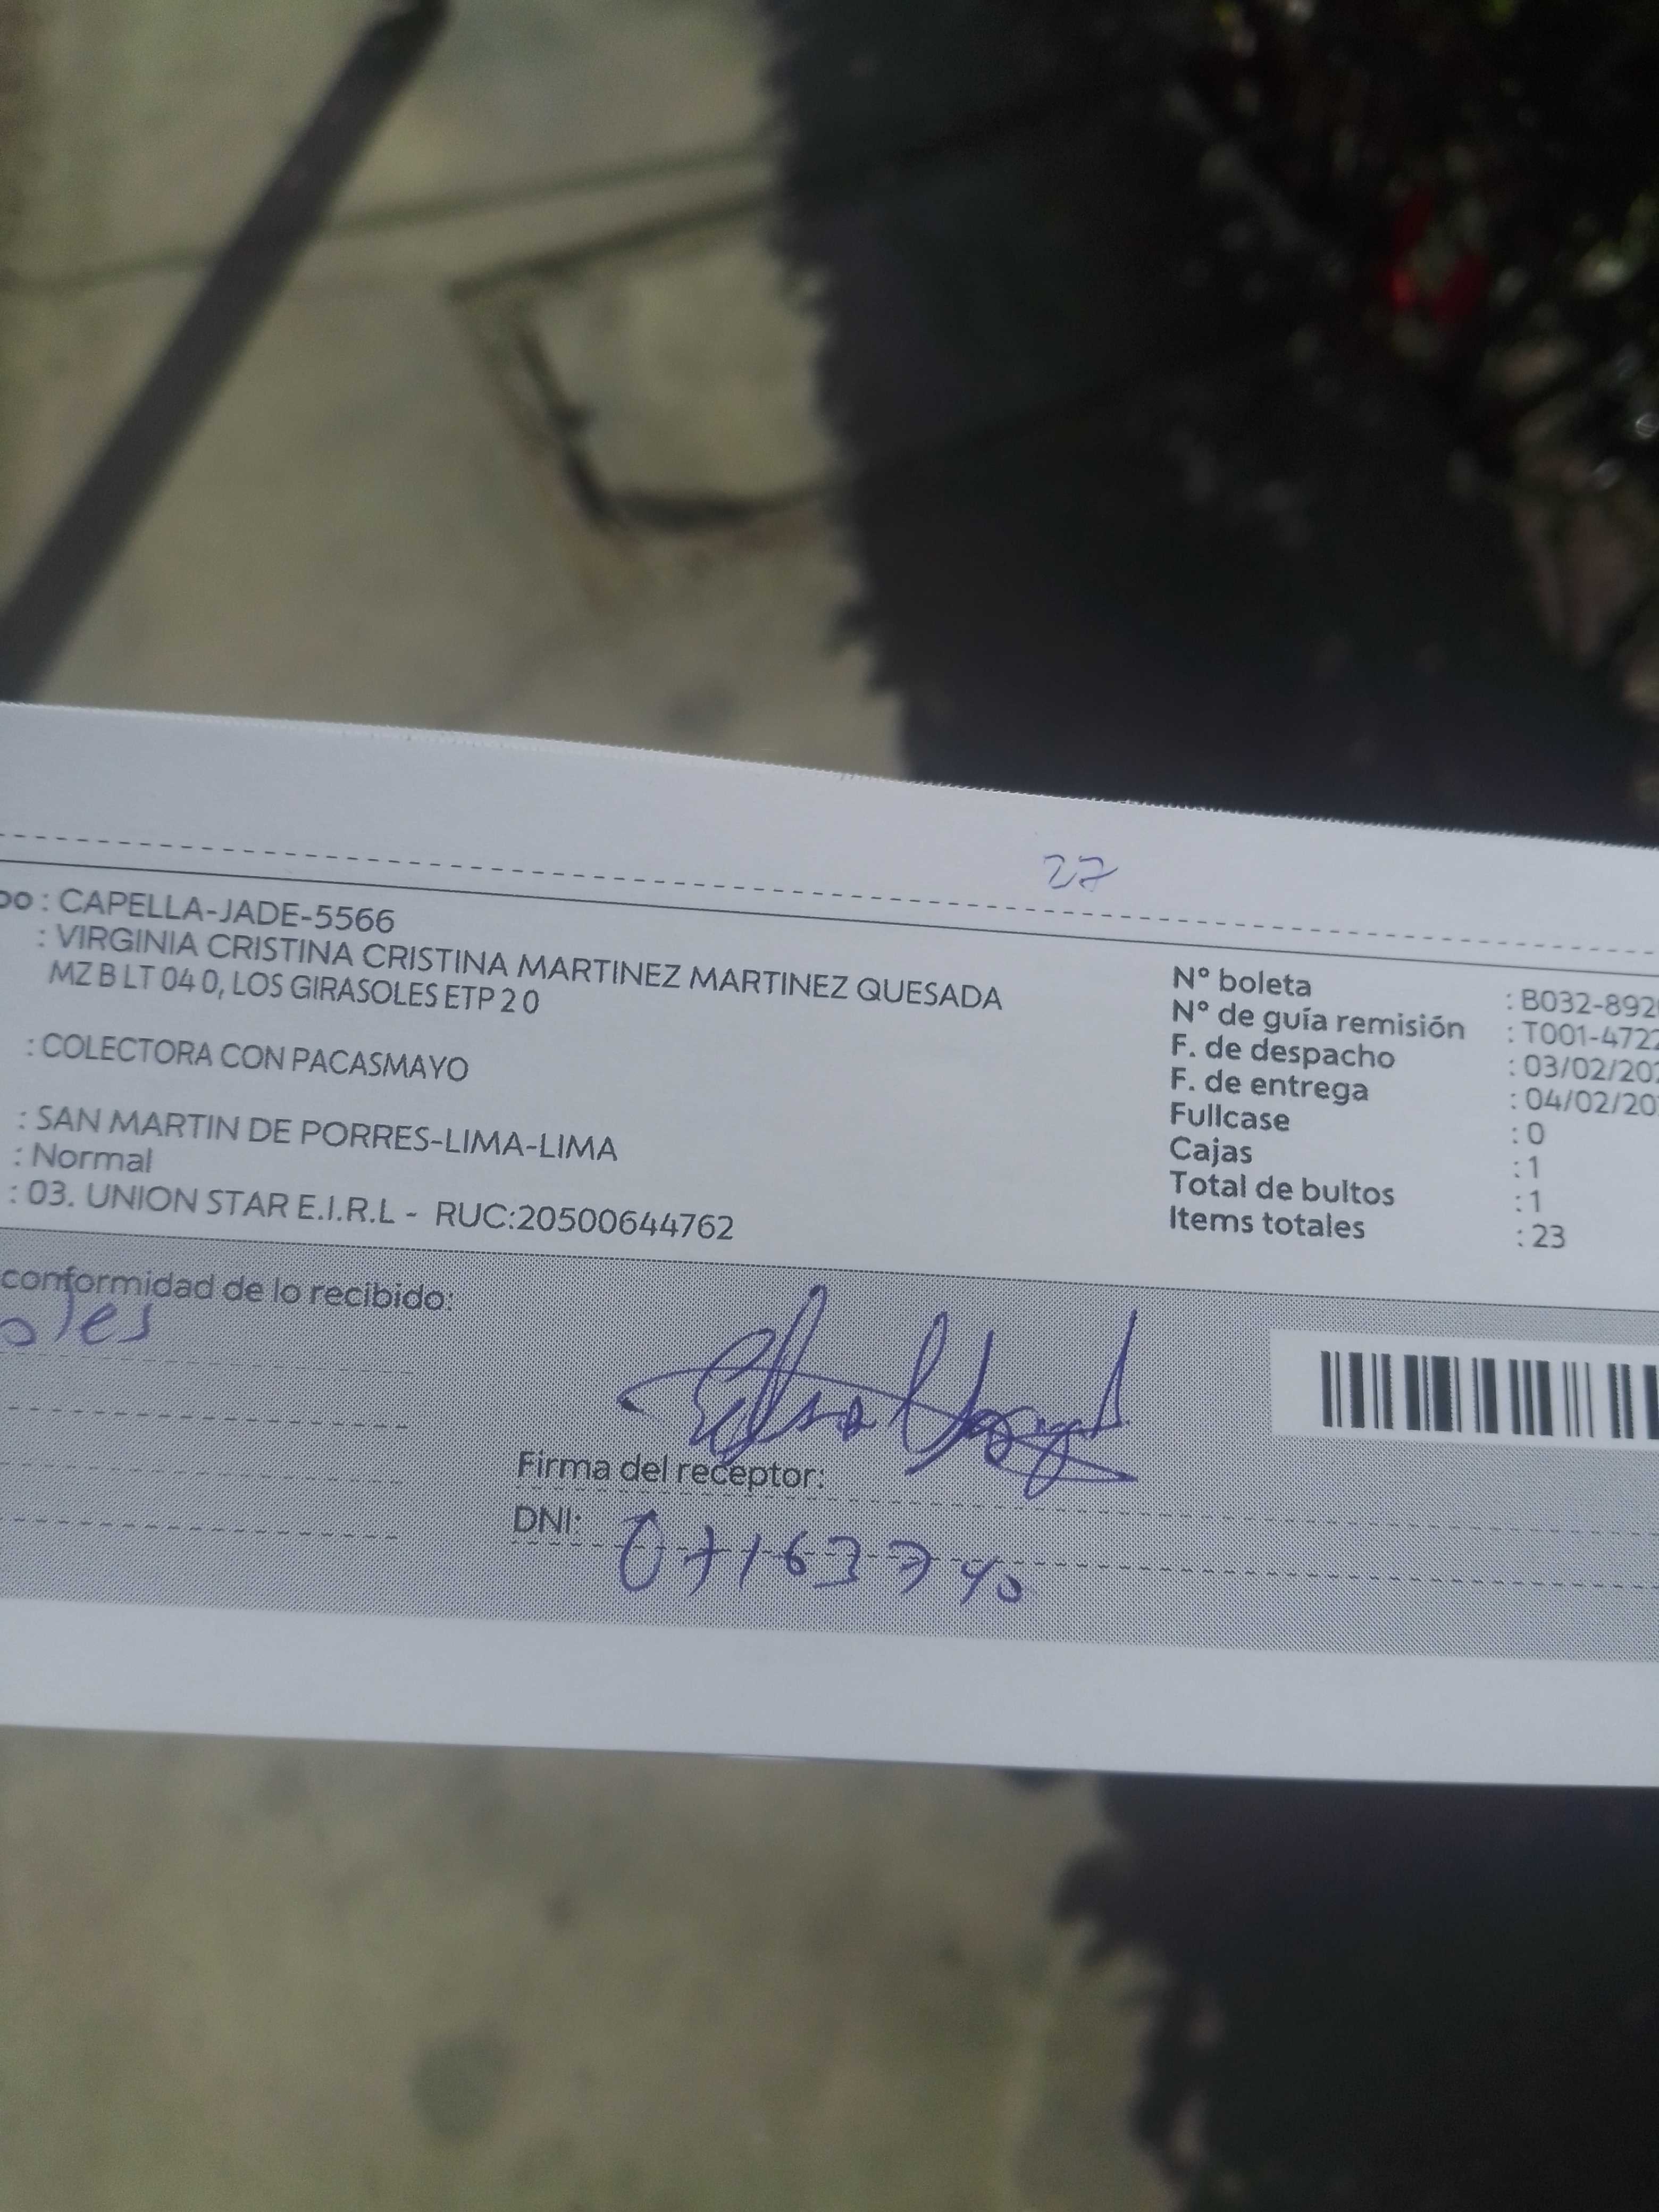 27
po : CAPELLA-JADE-5566
: VIRGINIA CRISTINA CRISTINA MARTINEZ MARTINEZ QUESADA
MZ B LT 04 0, LOS GIRASOLES ETP 2 0
: COLECTORA CON PACASMAYO
: SAN MARTIN DE PORRES-LIMA-LIMA
: Normal
: 03. UNION STAR E.I.R.L - RUC:20500644762
N° boleta : B032-892
N° de guía remisión : T001-4722
F. de despacho : 03/02/202
F. de entrega : 04/02/20
Fullcase : 0
Cajas : 1
Total de bultos : 1
Items totales : 23
conformidad de lo recibido:
oles
Firma del receptor:
DNI: 07163740